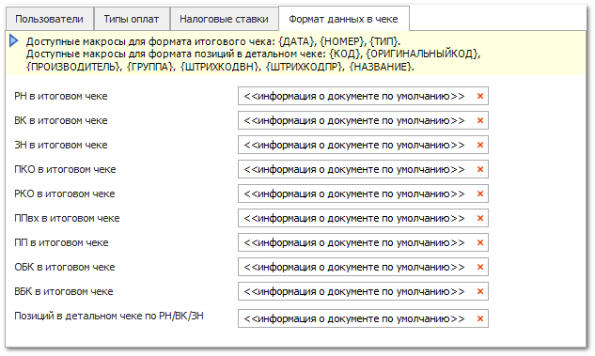 Пользователи Типы оплат Налоговые ставки Формат данных в чеке
Доступные макросы для формата итогового чека: {ДАТА}, {НОМЕР}, {ТИП}.
Доступные макросы для формата позиций в детальном чеке: {КОД}, {ОРИГИНАЛЬНЫЙКОД},
{ПРОИЗВОДИТЕЛЬ}, {ГРУППА}, {ШТРИХКОДВН}, {ШТРИХКОДПР}, {НАЗВАНИЕ}.
РН в итоговом чеке <<информация о документе по умолчанию>>
ВК в итоговом чеке <<информация о документе по умолчанию>>
ЗН в итоговом чеке <<информация о документе по умолчанию>>
ПКО в итоговом чеке <<информация о документе по умолчанию>>
РКО в итоговом чеке <<информация о документе по умолчанию>>
ППвх в итоговом чеке <<информация о документе по умолчанию>>
ПП в итоговом чеке <<информация о документе по умолчанию>>
ОБК в итоговом чеке <<информация о документе по умолчанию>>
ВБК в итоговом чеке <<информация о документе по умолчанию>>
Позиций в детальном чеке по РН/ВК/ЗН <<информация о документе по умолчанию>>